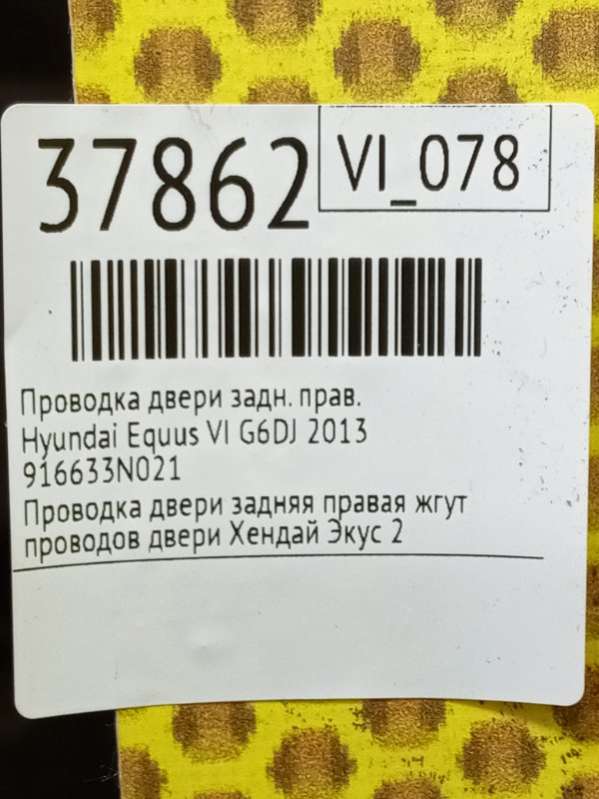 37862
VI_078
Проводка двери задн. прав.
Hyundai Equus VI G6DJ 2013
916633N021
Проводка двери задняя правая жгут
проводов двери Хендай Экус 2